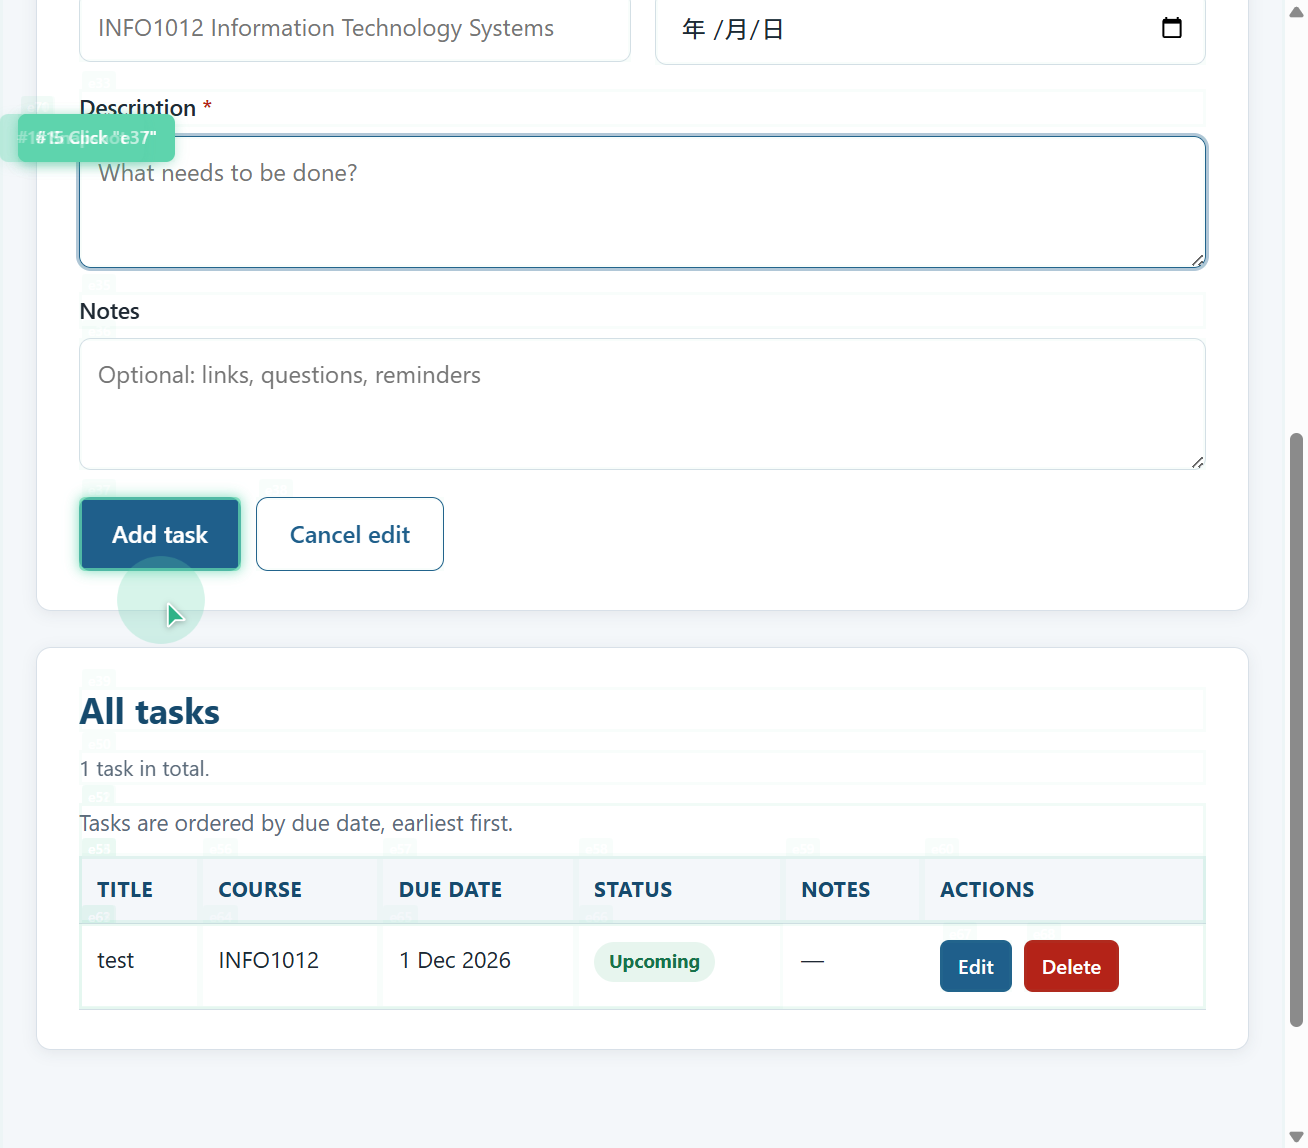 INFO1012 Information Technology Systems
年 /月/日
Description *
#15 Click "e37"
What needs to be done?
Notes
Optional: links, questions, reminders
Add task
Cancel edit
All tasks
1 task in total.
e52
Tasks are ordered by due date, earliest first.
e53
TITLE COURSE DUE DATE STATUS NOTES ACTIONS
test INFO1012 1 Dec 2026 Upcoming — Edit Delete